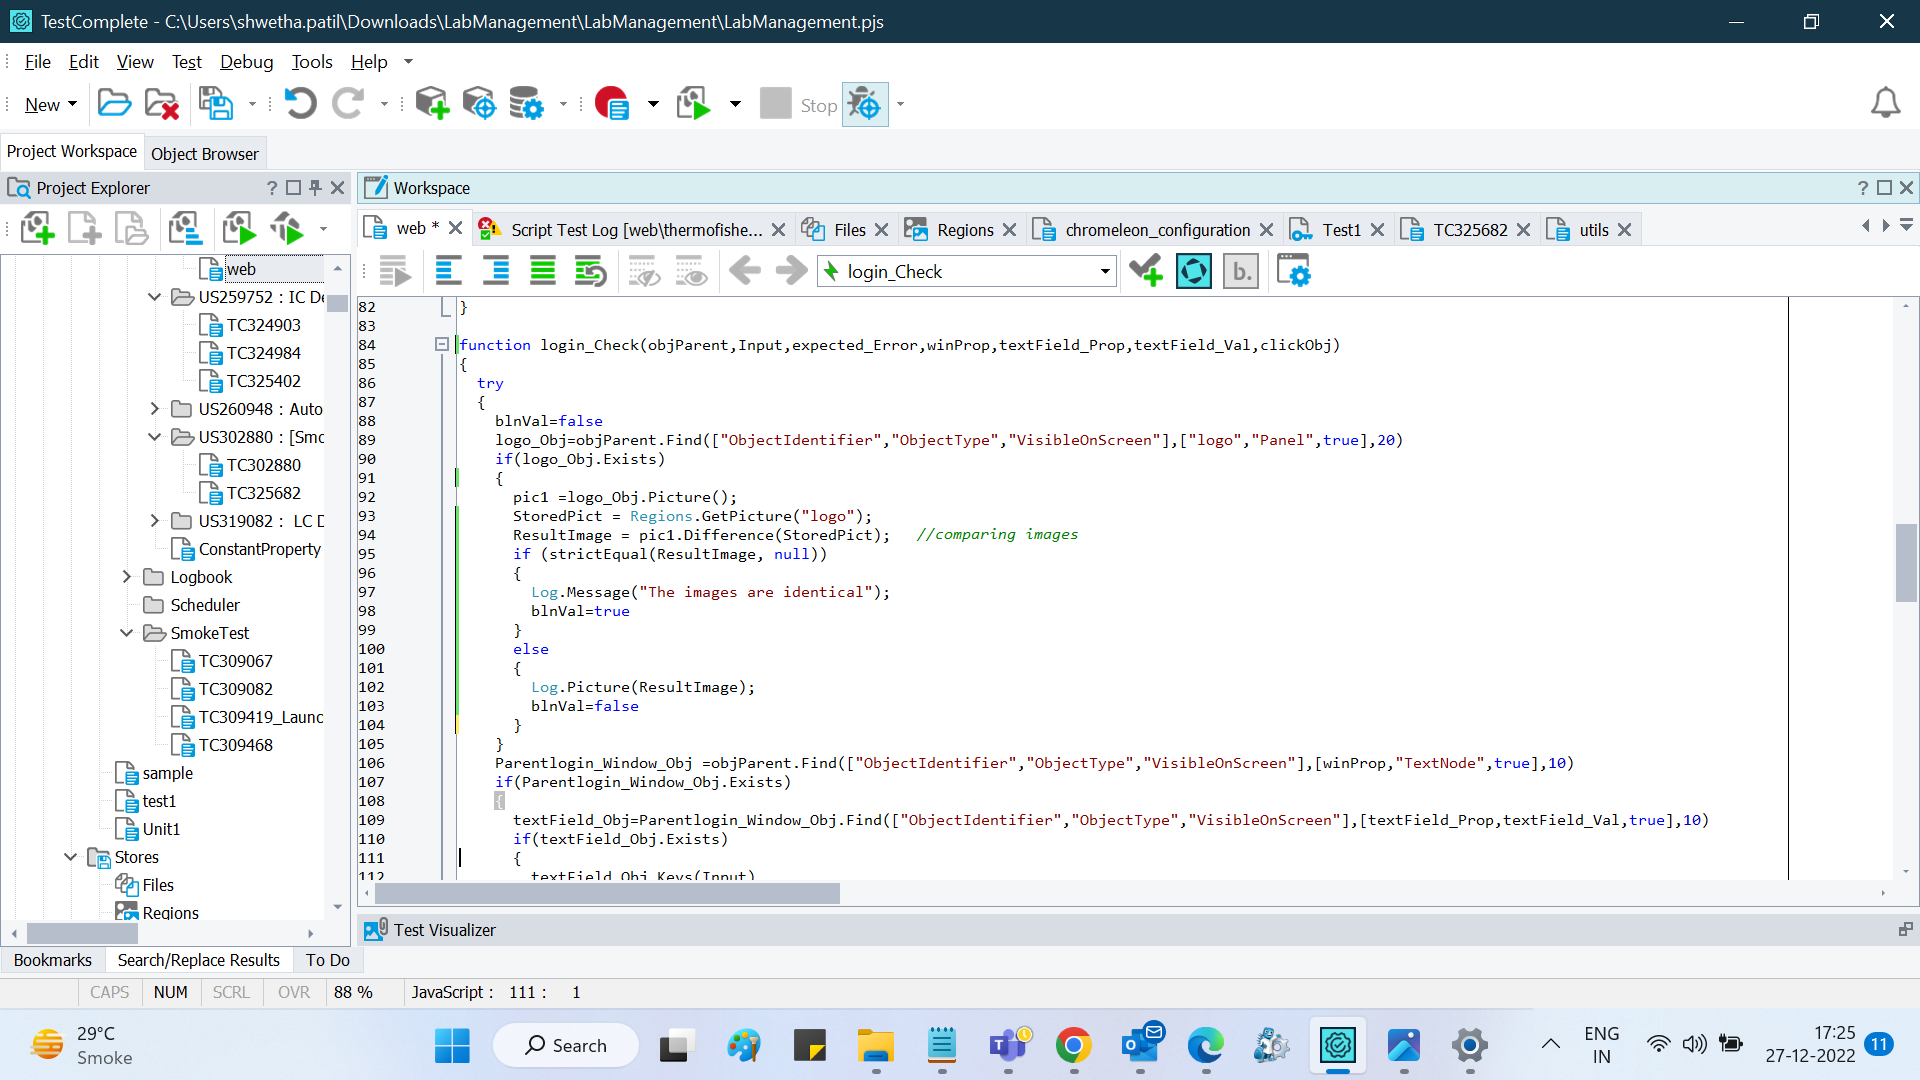 TestComplete - C:\Users\shwetha.patil\Downloads\LabManagement\LabManagement\LabManagement.pjs
File Edit View Test Debug Tools Help
New Stop
Project Workspace Object Browser
Project Explorer ?
Workspace ?
web * Script Test Log [web\thermofishe... Files Regions chromeleon_configuration Test1 TC325682 utils
login_Check b.
web
US259752 : IC De
TC324903
TC324984
TC325402
US260948 : Auto
US302880 : [Smo
TC302880
TC325682
US319082 : LC D
ConstantProperty
Logbook
Scheduler
SmokeTest
TC309067
TC309082
TC309419_Launc
TC309468
sample
test1
Unit1
Stores
Files
Regions
82 }
83
84 function login_Check(objParent,Input,expected_Error,winProp,textField_Prop,textField_Val,clickObj)
85 {
86 try
87 {
88 blnVal=false
89 logo_Obj=objParent.Find(["ObjectIdentifier","ObjectType","VisibleOnScreen"],["logo","Panel",true],20)
90 if(logo_Obj.Exists)
91 {
92 pic1 =logo_Obj.Picture();
93 StoredPict = Regions.GetPicture("logo");
94 ResultImage = pic1.Difference(StoredPict); //comparing images
95 if (strictEqual(ResultImage, null))
96 {
97 Log.Message("The images are identical");
98 blnVal=true
99 }
100 else
101 {
102 Log.Picture(ResultImage);
103 blnVal=false
104 }
105 }
106 Parentlogin_Window_Obj =objParent.Find(["ObjectIdentifier","ObjectType","VisibleOnScreen"],[winProp,"TextNode",true],10)
107 if(Parentlogin_Window_Obj.Exists)
108 {
109 textField_Obj=Parentlogin_Window_Obj.Find(["ObjectIdentifier","ObjectType","VisibleOnScreen"],[textField_Prop,textField_Val,true],10)
110 if(textField_Obj.Exists)
111 {
112 textField_Obj.Keys(Input)
Test Visualizer
Bookmarks Search/Replace Results To Do
CAPS NUM SCRL OVR 88 % JavaScript : 111 : 1
29°C
Smoke
Search
ENG
IN
17:25
27-12-2022
11